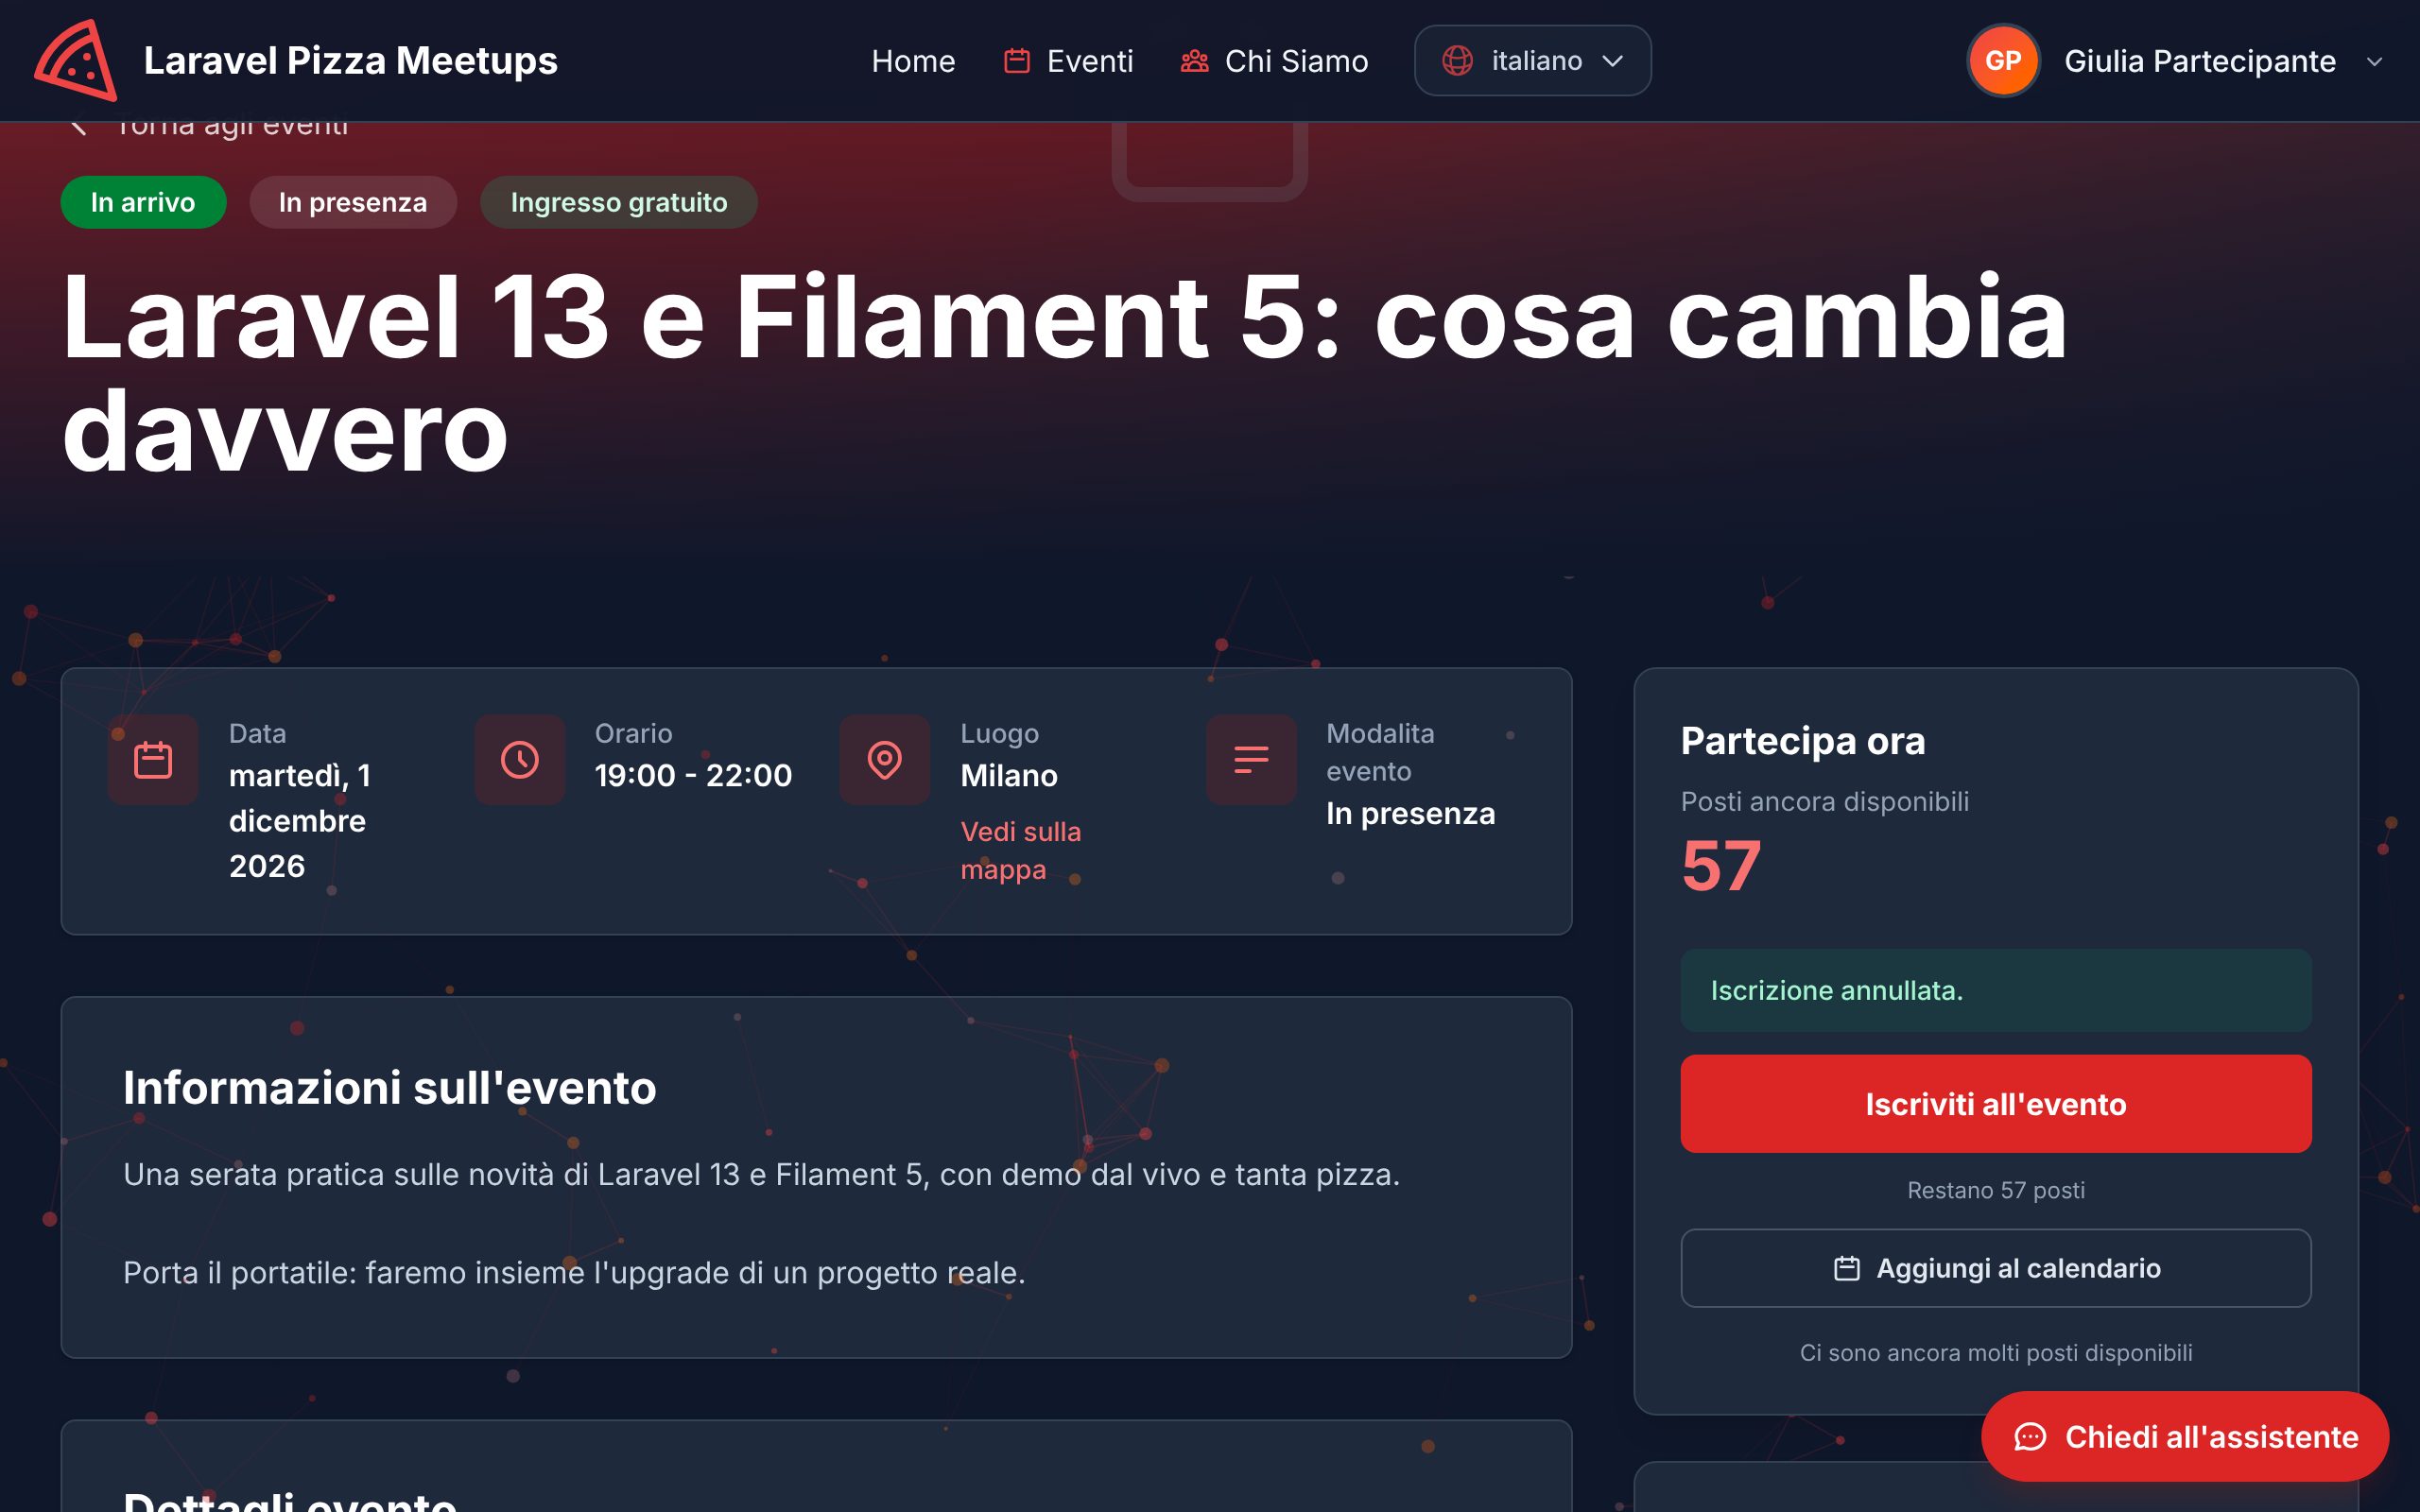 Laravel Pizza Meetups
Home
Eventi
Chi Siamo
italiano
GP
Giulia Partecipante
Torna agli eventi
In arrivo
In presenza
Ingresso gratuito
Laravel 13 e Filament 5: cosa cambia
davvero
Data
martedì, 1
dicembre
2026
Orario
19:00 - 22:00
Luogo
Milano
Vedi sulla
mappa
Modalita
evento
In presenza
Partecipa ora
Posti ancora disponibili
57
Iscrizione annullata.
Iscriviti all'evento
Restano 57 posti
Aggiungi al calendario
Ci sono ancora molti posti disponibili
Informazioni sull'evento
Una serata pratica sulle novità di Laravel 13 e Filament 5, con demo dal vivo e tanta pizza.
Porta il portatile: faremo insieme l'upgrade di un progetto reale.
Dettagli evento
Chiedi all'assistente